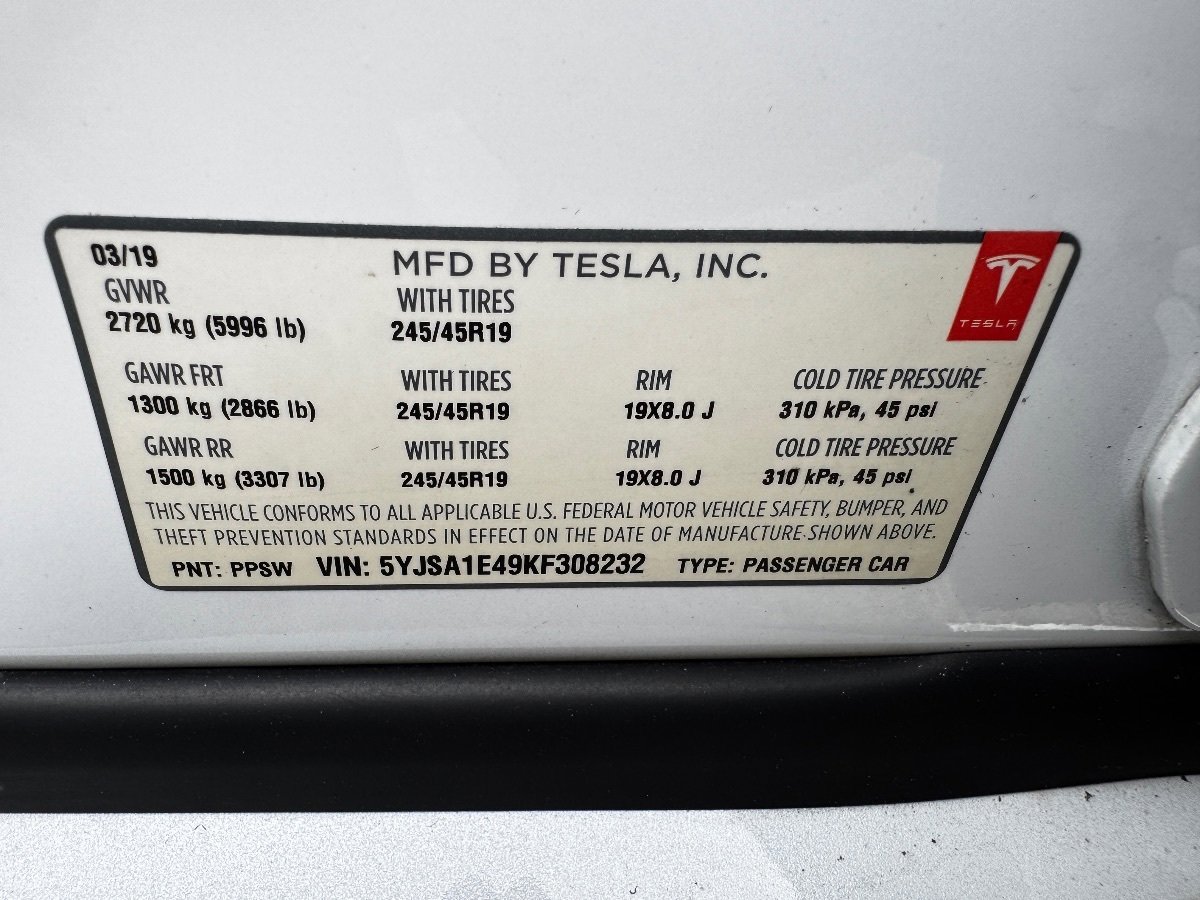 03/19 MFD BY TESLA, INC.
GVWR WITH TIRES
2720 kg (5996 lb) 245/45R19
TESLA
GAWR FRT WITH TIRES RIM COLD TIRE PRESSURE
1300 kg (2866 lb) 245/45R19 19X8.0 J 310 kPa, 45 psi
GAWR RR WITH TIRES RIM COLD TIRE PRESSURE
1500 kg (3307 lb) 245/45R19 19X8.0 J 310 kPa, 45 psi
THIS VEHICLE CONFORMS TO ALL APPLICABLE U.S. FEDERAL MOTOR VEHICLE SAFETY, BUMPER, AND
THEFT PREVENTION STANDARDS IN EFFECT ON THE DATE OF MANUFACTURE SHOWN ABOVE.
PNT: PPSW VIN: 5YJSA1E49KF308232 TYPE: PASSENGER CAR